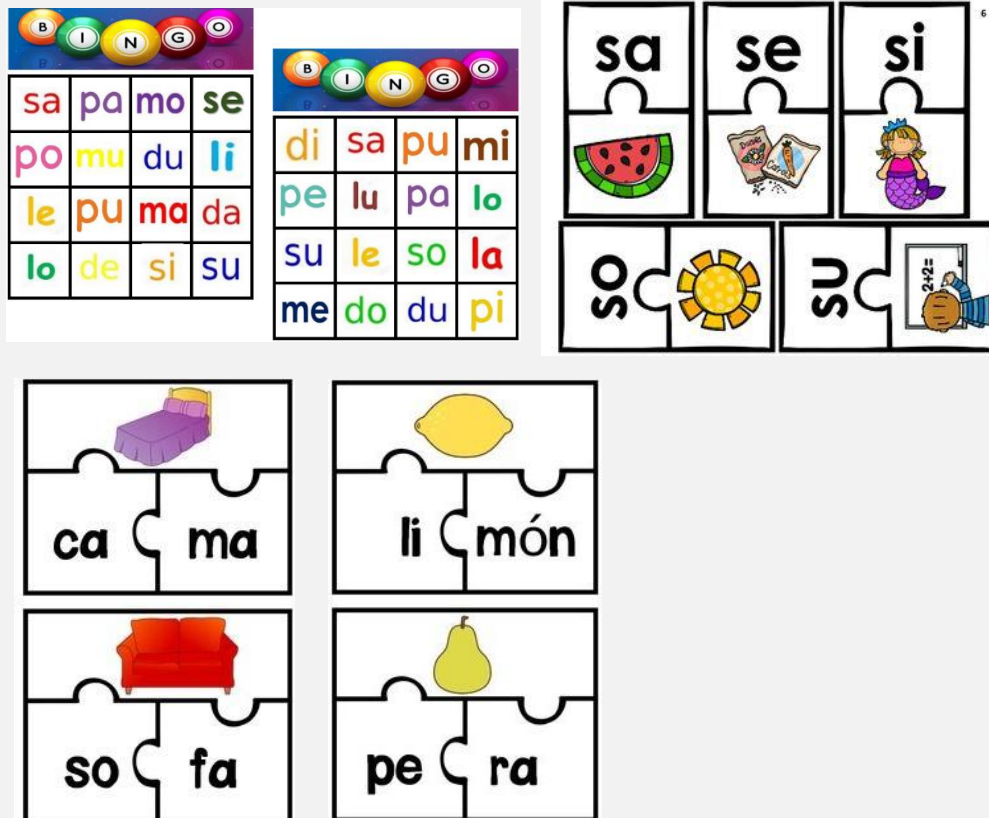 B I N G O
sa pa mo se
po mu du li
le pu ma da
lo de si su
B I N G O
di sa pu mi
pe lu pa lo
su le so la
me do du pi
6
sa se si
so su
2+2=
ca ma
li món
so fa
pe ra